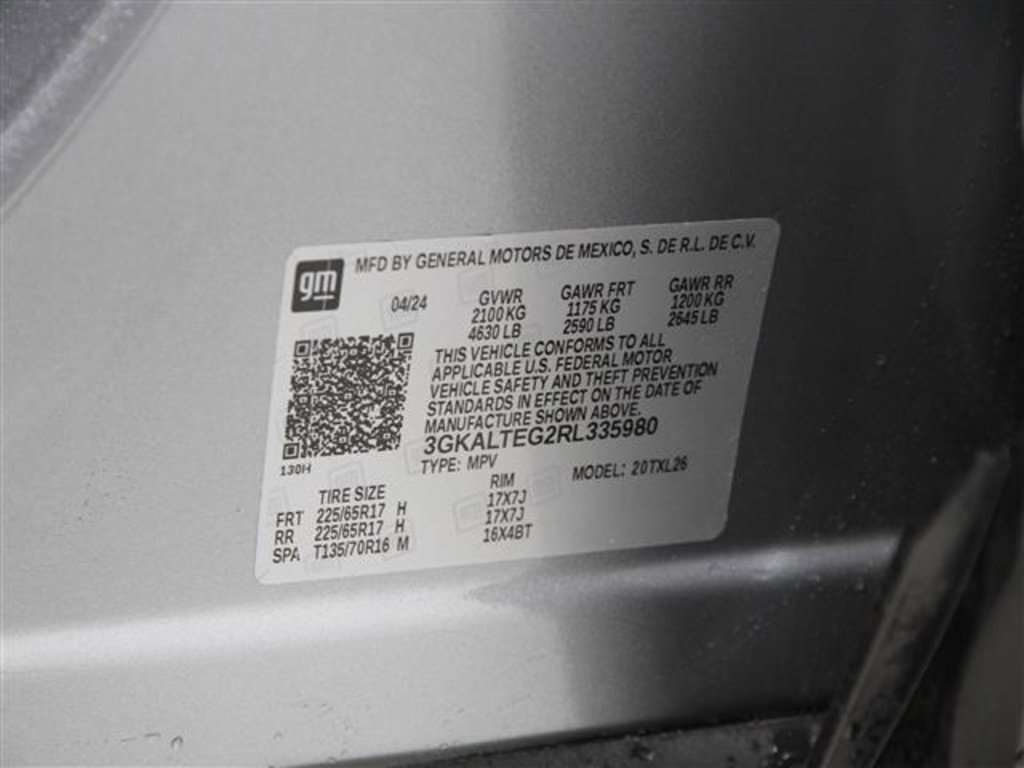 gm
MFD BY GENERAL MOTORS DE MEXICO, S. DE R.L. DE C.V.
04/24 GVWR GAWR FRT GAWR RR
2100 KG 1175 KG 1200 KG
4630 LB 2590 LB 2645 LB
THIS VEHICLE CONFORMS TO ALL
APPLICABLE U.S. FEDERAL MOTOR
VEHICLE SAFETY AND THEFT PREVENTION
STANDARDS IN EFFECT ON THE DATE OF
MANUFACTURE SHOWN ABOVE.
3GKALTEG2RL335980
130H
TYPE: MPV MODEL: 20TXL26
TIRE SIZE RIM
FRT 225/65R17 H 17X7J
RR 225/65R17 H 17X7J
SPA T135/70R16 M 16X4BT